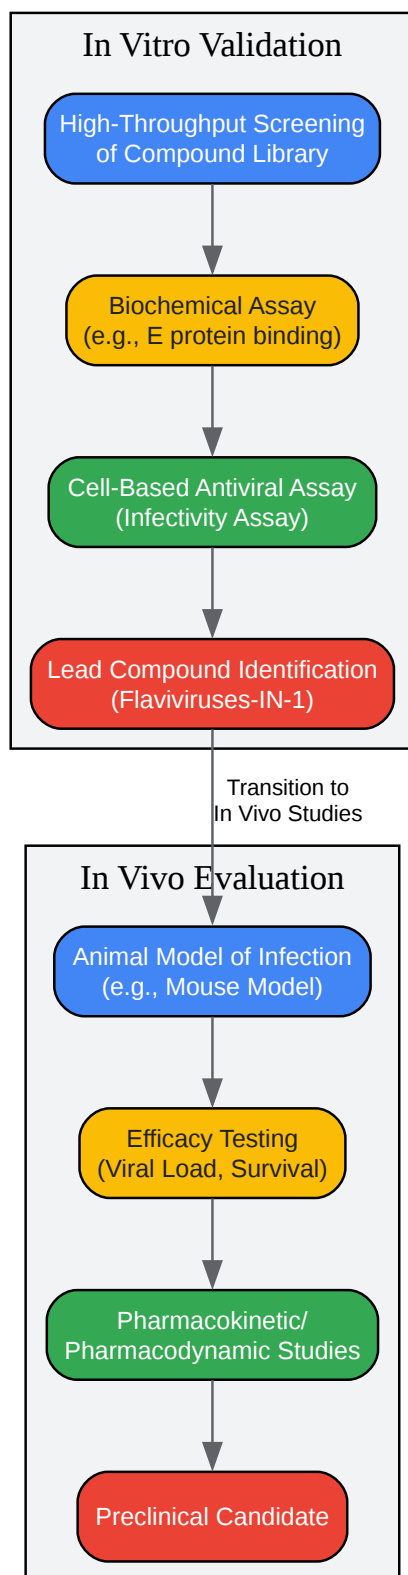 In Vitro Validation
High-Throughput Screening
of Compound Library
Biochemical Assay
(e.g., E protein binding)
Cell-Based Antiviral Assay
(Infectivity Assay)
Lead Compound Identification
(Flaviviruses-IN-1)
Transition to
In Vivo Studies
In Vivo Evaluation
Animal Model of Infection
(e.g., Mouse Model)
Efficacy Testing
(Viral Load, Survival)
Pharmacokinetic/
Pharmacodynamic Studies
Preclinical Candidate